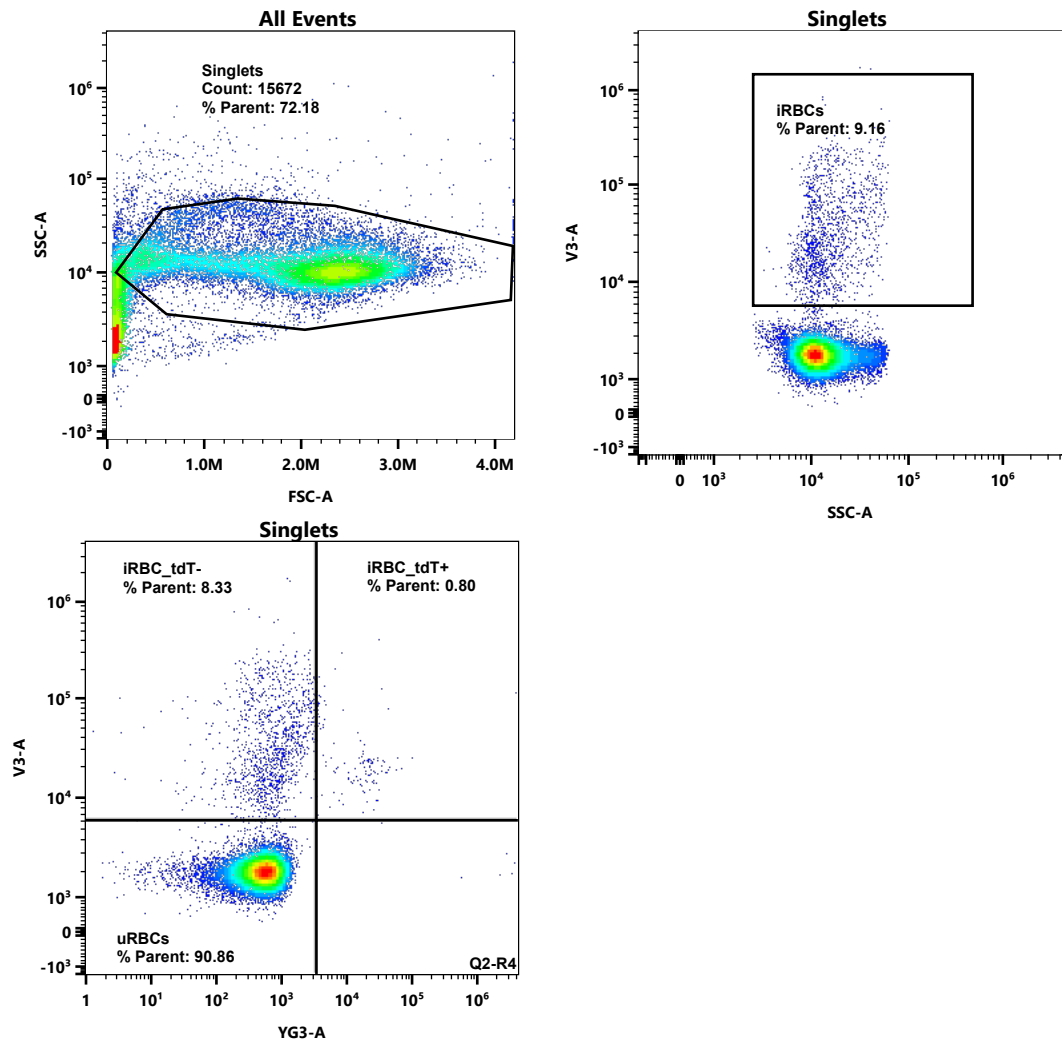 All Events
Singlets
Count: 15672
% Parent: 72.18
SSC-A
10⁶
10⁵
10⁴
10³
0
-10³
0
1.0M
2.0M
3.0M
4.0M
FSC-A
Singlets
iRBCs
% Parent: 9.16
V3-A
10⁶
10⁵
10⁴
10³
0
-10³
0
10³
10⁴
10⁵
10⁶
SSC-A
Singlets
iRBC_tdT-
% Parent: 8.33
iRBC_tdT+
% Parent: 0.80
V3-A
10⁶
10⁵
10⁴
10³
0
-10³
uRBCs
% Parent: 90.86
Q2-R4
1
10¹
10²
10³
10⁴
10⁵
10⁶
YG3-A